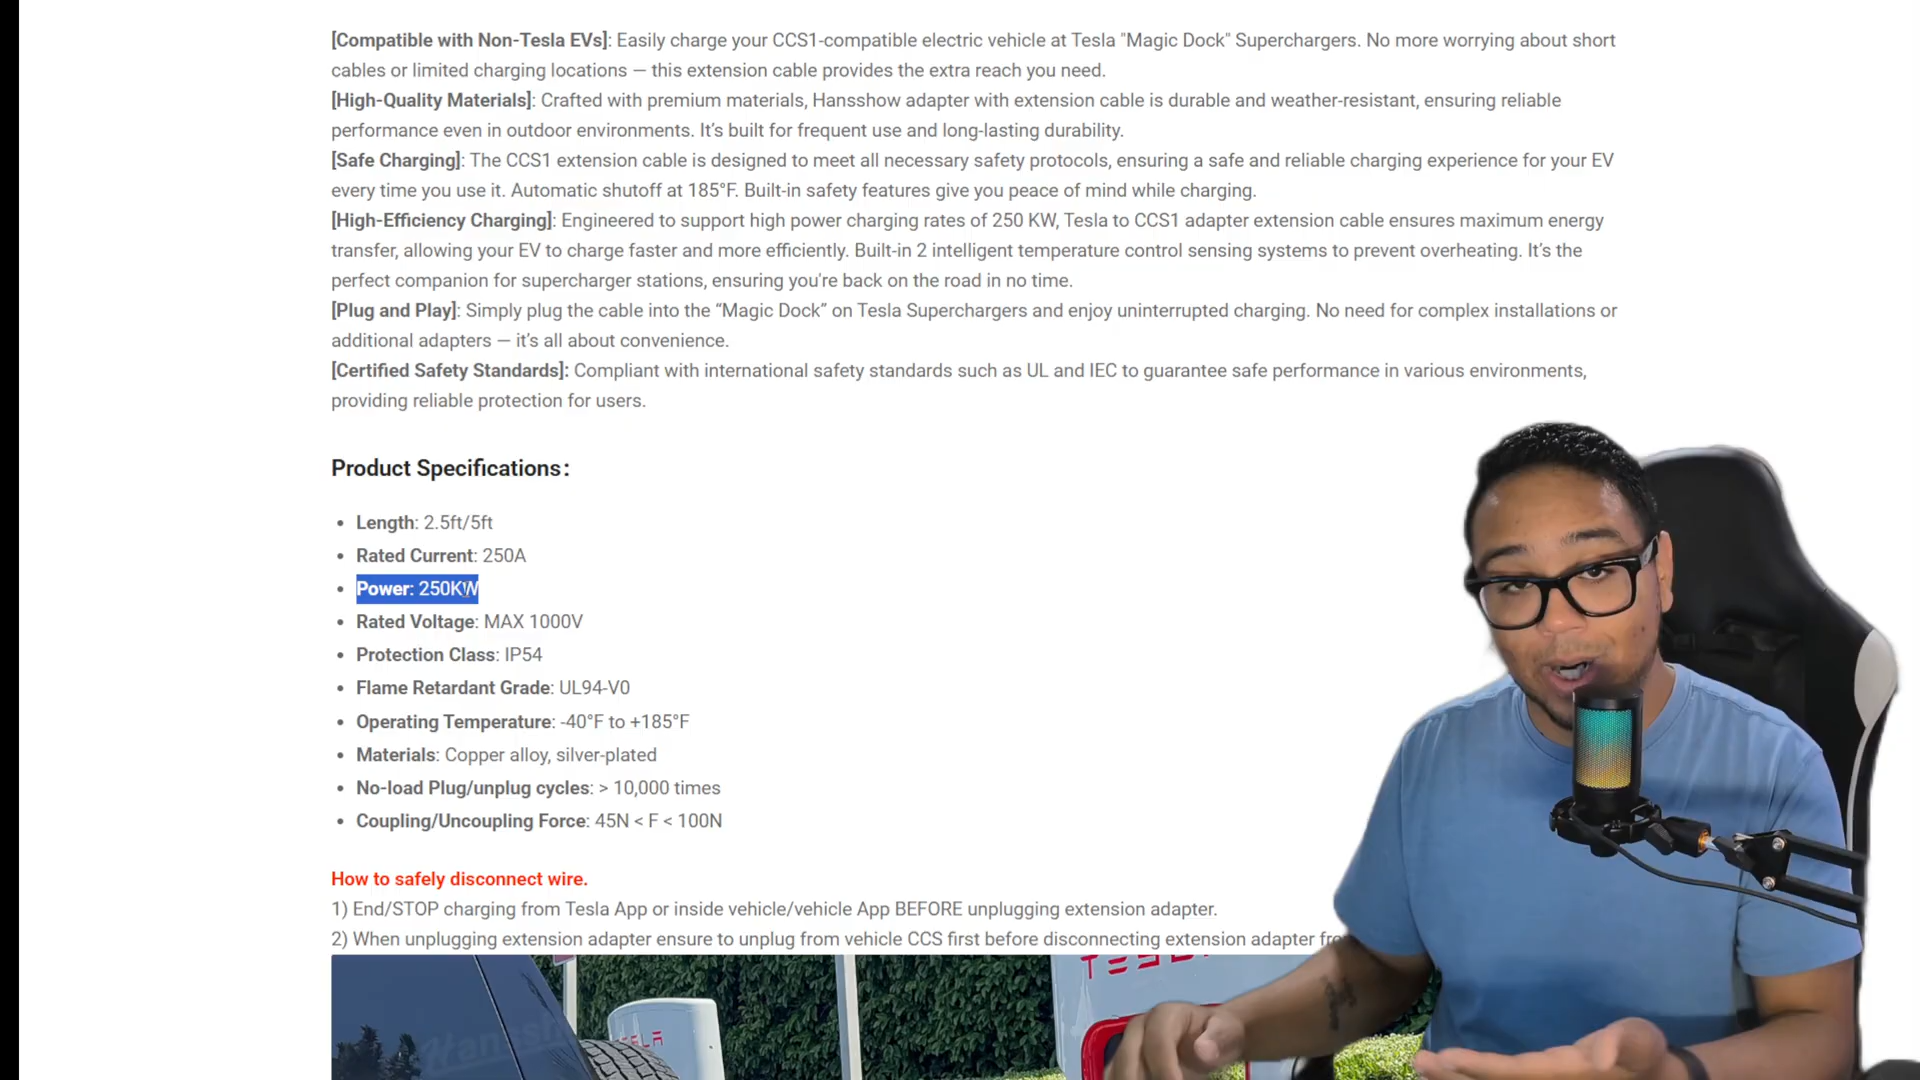 [Compatible with Non-Tesla EVs]: Easily charge your CCS1-compatible electric vehicle at Tesla "Magic Dock" Superchargers. No more worrying about short
cables or limited charging locations — this extension cable provides the extra reach you need.
[High-Quality Materials]: Crafted with premium materials, Hansshow adapter with extension cable is durable and weather-resistant, ensuring reliable
performance even in outdoor environments. It’s built for frequent use and long-lasting durability.
[Safe Charging]: The CCS1 extension cable is designed to meet all necessary safety protocols, ensuring a safe and reliable charging experience for your EV
every time you use it. Automatic shutoff at 185°F. Built-in safety features give you peace of mind while charging.
[High-Efficiency Charging]: Engineered to support high power charging rates of 250 KW, Tesla to CCS1 adapter extension cable ensures maximum energy
transfer, allowing your EV to charge faster and more efficiently. Built-in 2 intelligent temperature control sensing systems to prevent overheating. It’s the
perfect companion for supercharger stations, ensuring you're back on the road in no time.
[Plug and Play]: Simply plug the cable into the “Magic Dock” on Tesla Superchargers and enjoy uninterrupted charging. No need for complex installations or
additional adapters — it’s all about convenience.
[Certified Safety Standards]: Compliant with international safety standards such as UL and IEC to guarantee safe performance in various environments,
providing reliable protection for users.
Product Specifications:
• Length: 2.5ft/5ft
• Rated Current: 250A
• Power: 250KW
• Rated Voltage: MAX 1000V
• Protection Class: IP54
• Flame Retardant Grade: UL94-V0
• Operating Temperature: -40°F to +185°F
• Materials: Copper alloy, silver-plated
• No-load Plug/unplug cycles: > 10,000 times
• Coupling/Uncoupling Force: 45N < F < 100N
How to safely disconnect wire.
1) End/STOP charging from Tesla App or inside vehicle/vehicle App BEFORE unplugging extension adapter.
2) When unplugging extension adapter ensure to unplug from vehicle CCS first before disconnecting extension adapter
TESLA